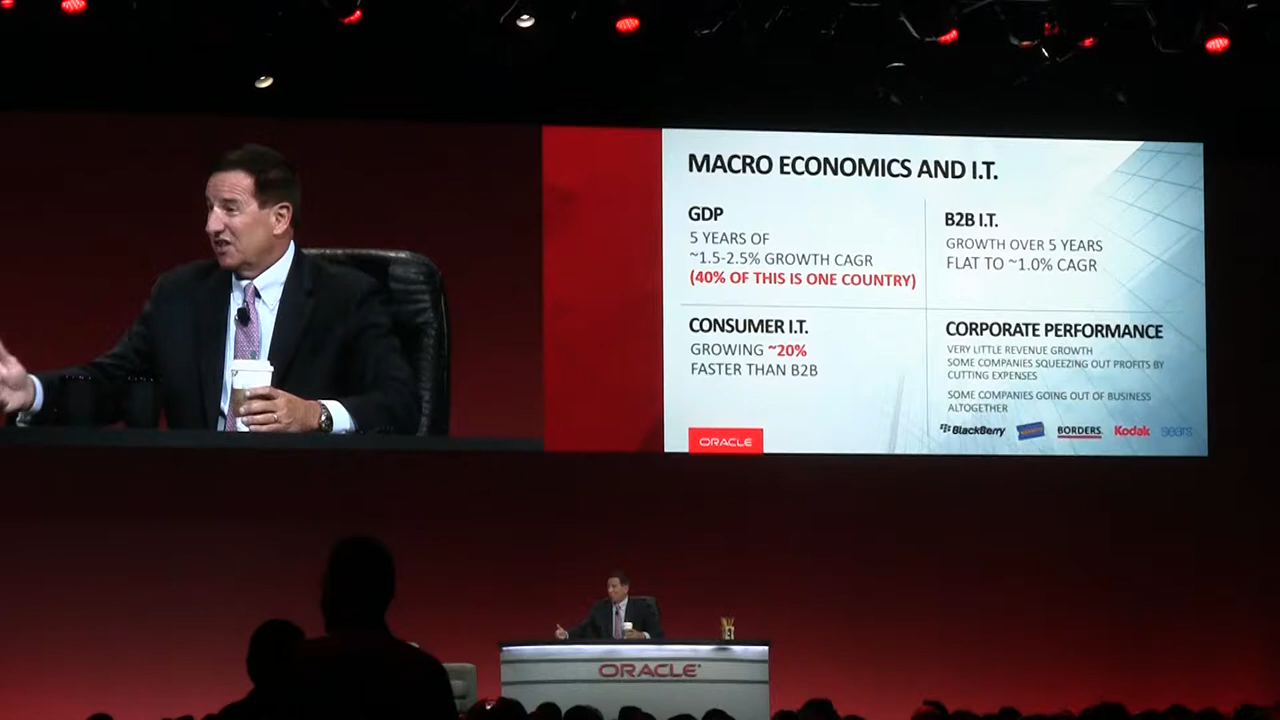 MACRO ECONOMICS AND I.T.
GDP
5 YEARS OF
~1.5-2.5% GROWTH CAGR
(40% OF THIS IS ONE COUNTRY)
B2B I.T.
GROWTH OVER 5 YEARS
FLAT TO ~1.0% CAGR
CONSUMER I.T.
GROWING ~20%
FASTER THAN B2B
CORPORATE PERFORMANCE
VERY LITTLE REVENUE GROWTH
SOME COMPANIES SQUEEZING OUT PROFITS BY
CUTTING EXPENSES
SOME COMPANIES GOING OUT OF BUSINESS
ALTOGETHER
BlackBerry
BORDERS.
Kodak
sears
ORACLE
ORACLE